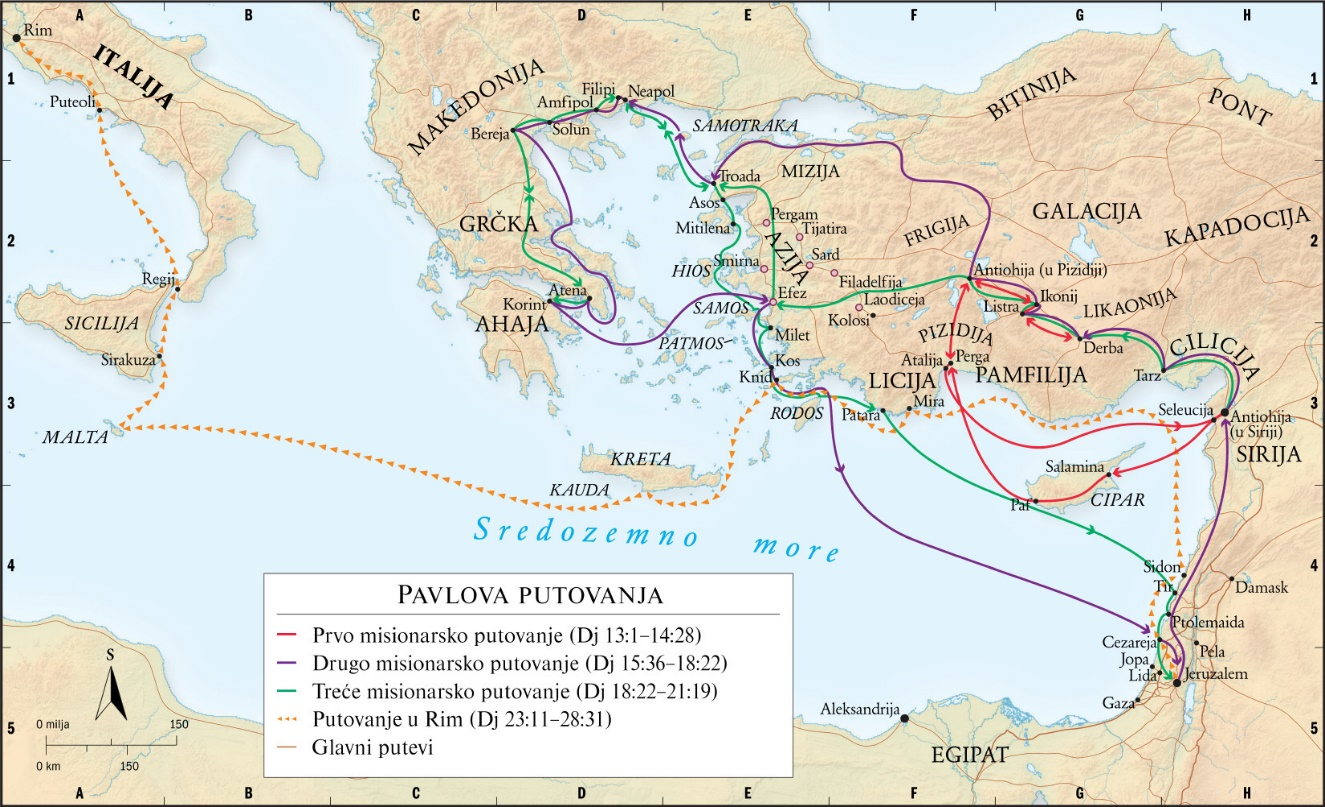 A B C D E F G H
Rim
ITALIJA
1
Puteoli
MAKEDONIJA
Filipi
Neapol
Amfipol
Solun
Bereja
SAMOTRAKA
BITINIJA
PONT
1
Troada
MIZIJA
Asos
Mitilena
Pergam
Tijatira
GRČKA
AZIJA
FRIGIJA
GALACIJA
KAPADOCIJA
2
HIOS
Smirna
Sard
Filadelfija
Antiohija (u Pizidiji)
2
Regij
Atena
Korint
AHAJA
SAMOS
Efez
Laodiceja
Kolosi
Ikonij
Listra
LIKAONIJA
SICILIJA
Sirakuza
PATMOS
Milet
PIZIDIJA
Derba
CILICIJA
Kos
Knid
Atalija
Perga
LICIJA
PAMFILIJA
Tarz
3
RODOS
Patara
Mira
Seleucija
Antiohija
(u Siriji)
3
MALTA
SIRIJA
KRETA
KAUDA
Salamina
Paf
CIPAR
Sredozemno more
4
Sidon
Tir
Damask
4
Ptolemaida
Cezareja
Pela
Jopa
Lida
Jeruzalem
Gaza
Aleksandrija
EGIPAT
5
5
PAVLOVA PUTOVANJA
Prvo misionarsko putovanje (Dj 13:1–14:28)
Drugo misionarsko putovanje (Dj 15:36–18:22)
Treće misionarsko putovanje (Dj 18:22–21:19)
Putovanje u Rim (Dj 23:11–28:31)
Glavni putevi
S
0 milja 150
0 km 150
A B C D E F G H